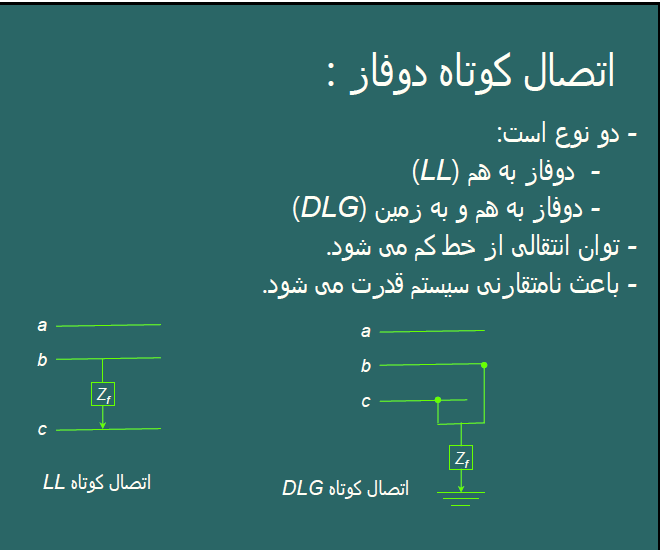 اتصال کوتاه دوفاز :
- دو نوع است:
- دوفاز به هم (LL)
- دوفاز به هم و به زمین (DLG)
- توان انتقالی از خط کم می شود.
- باعث نامتقارنی سیستم قدرت می شود.
a
b
Zf
c
اتصال کوتاه LL
a
b
c
Zf
اتصال کوتاه DLG